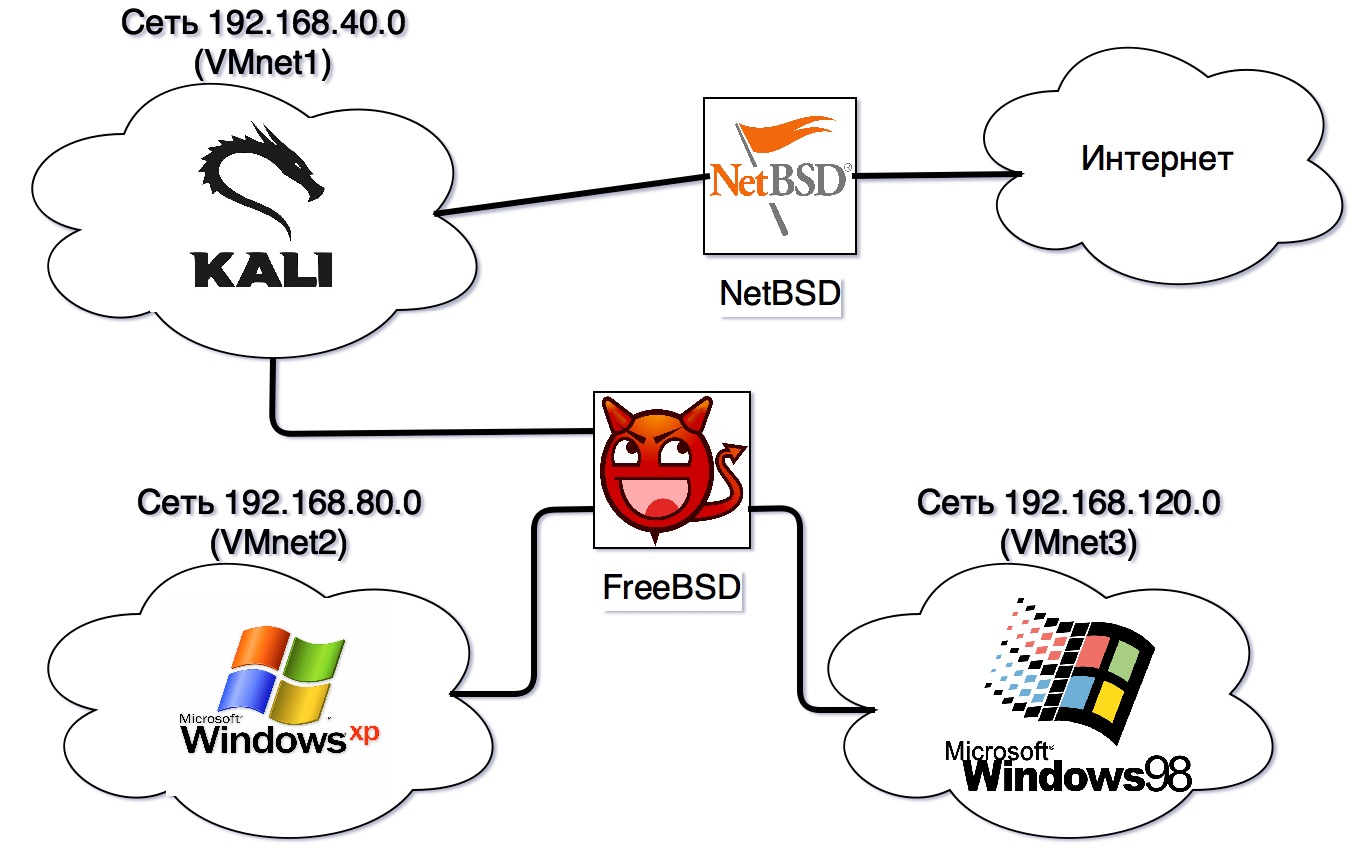 Сеть 192.168.40.0
(VMnet1)
KALI
NetBSD®
NetBSD
Интернет
FreeBSD
Сеть 192.168.80.0
(VMnet2)
Microsoft®
Windows xp
Сеть 192.168.120.0
(VMnet3)
Microsoft®
Windows98